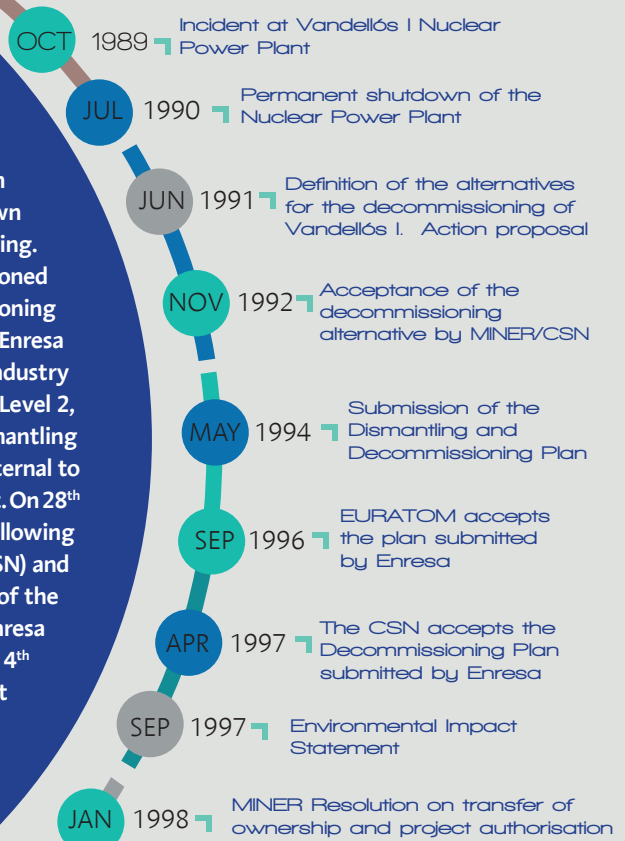 OCT 1989 Incident at Vandellós I Nuclear
Power Plant
JUL 1990 Permanent shutdown of the
Nuclear Power Plant
JUN 1991 Definition of the alternatives
for the decommissioning of
Vandellós I. Action proposal
NOV 1992 Acceptance of the
decommissioning
alternative by MINER/CSN
MAY 1994 Submission of the
Dismantling and
Decommissioning Plan
SEP 1996 EURATOM accepts
the plan submitted
by Enresa
APR 1997 The CSN accepts the
Decommissioning Plan
submitted by Enresa
SEP 1997 Environmental Impact
Statement
JAN 1998 MINER Resolution on transfer of
ownership and project authorisation
n
wn
ing.
oned
oning
Enresa
ndustry
Level 2,
mantling
ternal to
. On 28th
llowing
SN) and
of the
nresa
4th
t